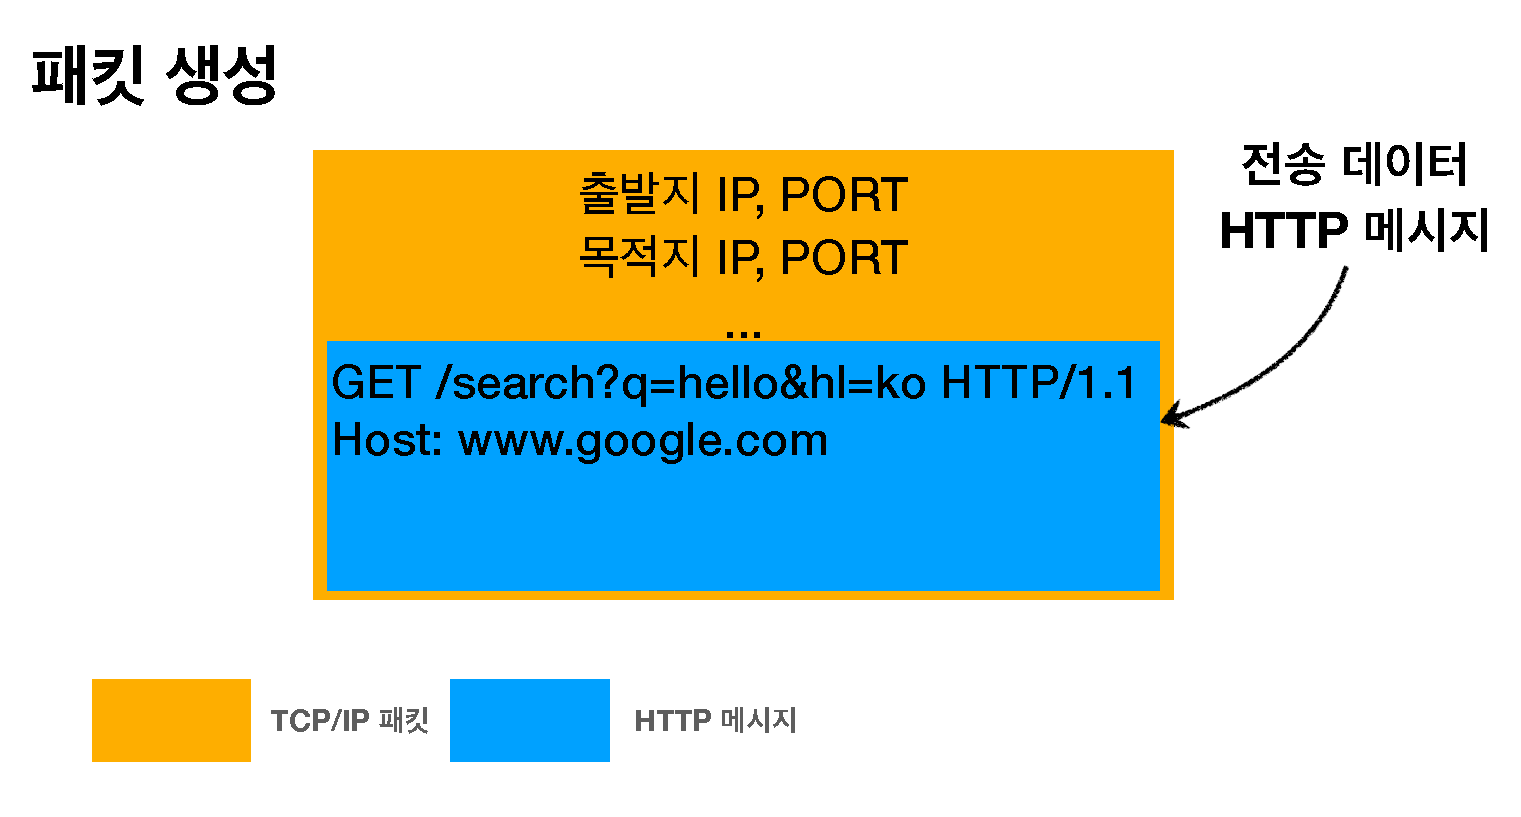 패킷 생성
전송 데이터
HTTP 메시지
출발지 IP, PORT
목적지 IP, PORT
...
GET /search?q=hello&hl=ko HTTP/1.1
Host: www.google.com
TCP/IP 패킷
HTTP 메시지